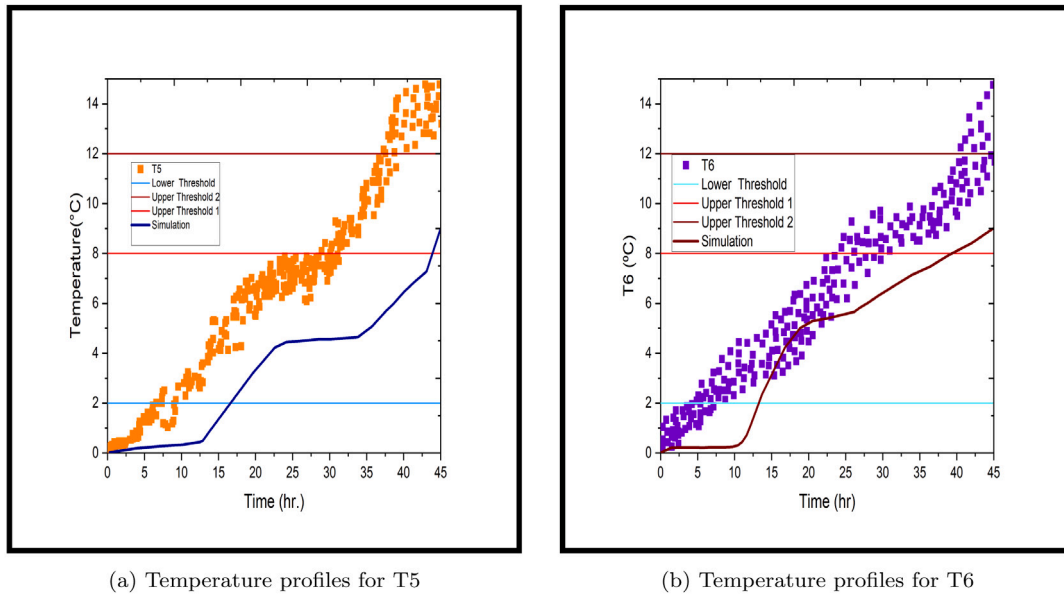 14
12
10
8
6
4
2
0
Temperature(°C)
T5
Lower Threshold
Upper Threshold 2
Upper Threshold 1
Simulation
0 5 10 15 20 25 30 35 40 45
Time (hr.)
(a) Temperature profiles for T5
14
12
10
8
6
4
2
0
T6 (ºC)
T6
Lower Threshold
Upper Threshold 1
Upper Threshold 2
Simulation
0 5 10 15 20 25 30 35 40 45
Time (hr)
(b) Temperature profiles for T6